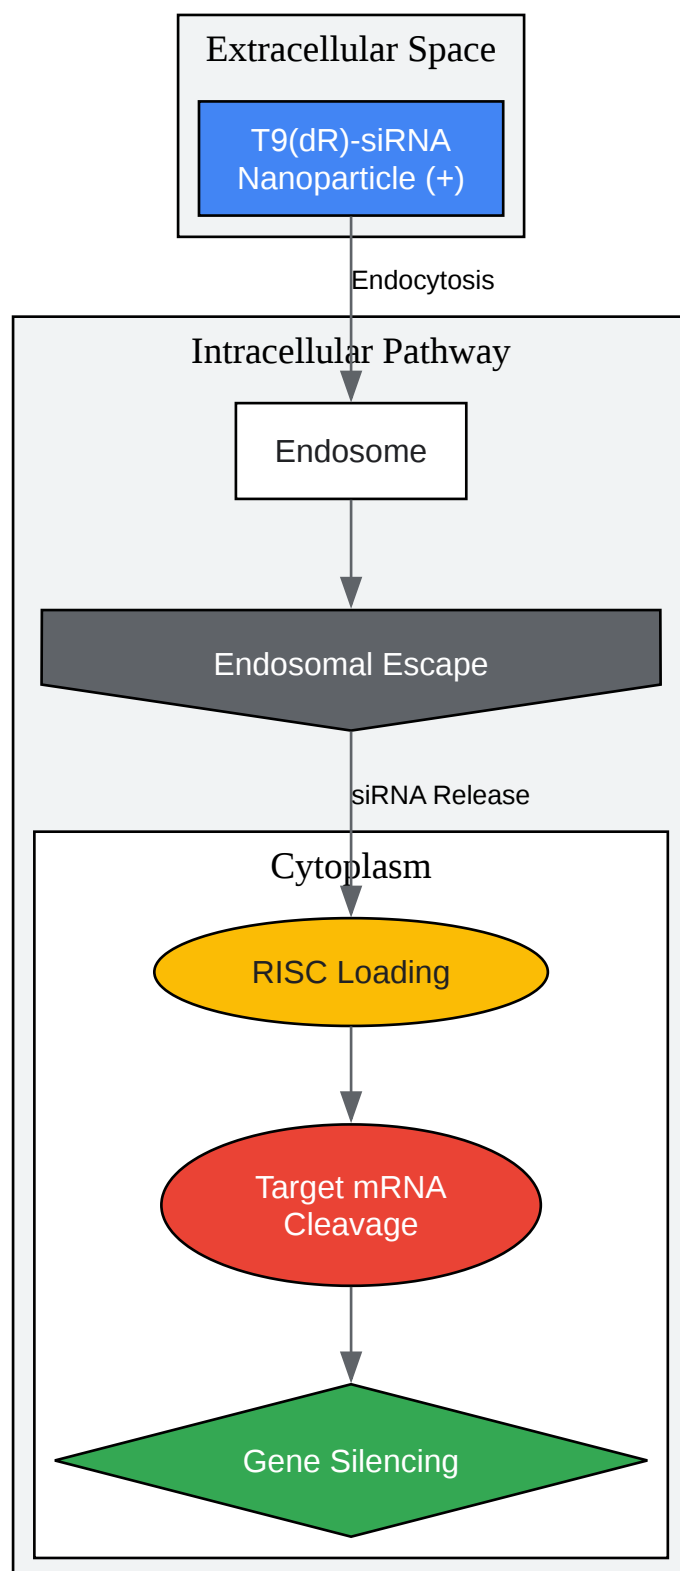 Extracellular Space
T9(dR)-siRNA
Nanoparticle (+)
Endocytosis
Intracellular Pathway
Endosome
Endosomal Escape
siRNA Release
Cytoplasm
RISC Loading
Target mRNA
Cleavage
Gene Silencing